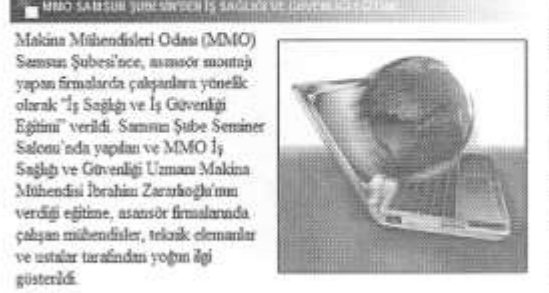 MMO SAMSUN ŞUBESİ'NDEN İŞ SAĞLIĞI VE GÜVENLİĞİ EĞİTİMİ
Makina Mühendisleri Odası (MMO)
Samsun Şubesi'nce, asansör montajı
yapan firmalarda çalışanlara yönelik
olarak "İş Sağlığı ve İş Güvenliği
Eğitimi" verildi. Samsun Şube Seminer
Salonu'nda yapılan ve MMO İş
Sağlığı ve Güvenliği Uzmanı Makina
Mühendisi İbrahim Zararlıoğlu'nun
verdiği eğitime, asansör firmalarında
çalışan mühendisler, teknik elemanlar
ve ustalar tarafından yoğun ilgi
gösterildi.